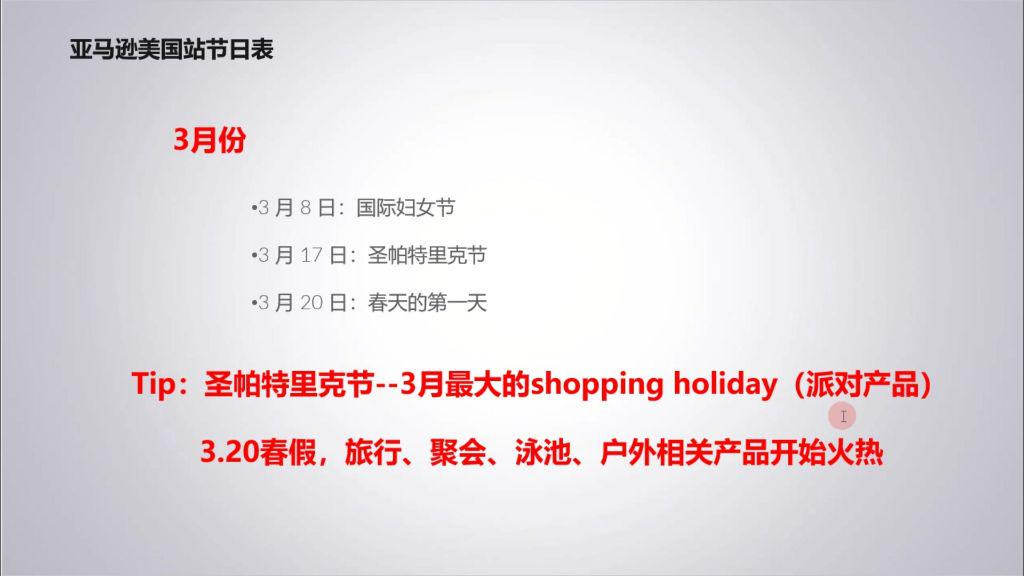 亚马逊美国站节日表
3月份
•3 月 8 日：国际妇女节
•3 月 17 日：圣帕特里克节
•3 月 20 日：春天的第一天
Tip：圣帕特里克节--3月最大的shopping holiday（派对产品）
3.20春假，旅行、聚会、泳池、户外相关产品开始火热